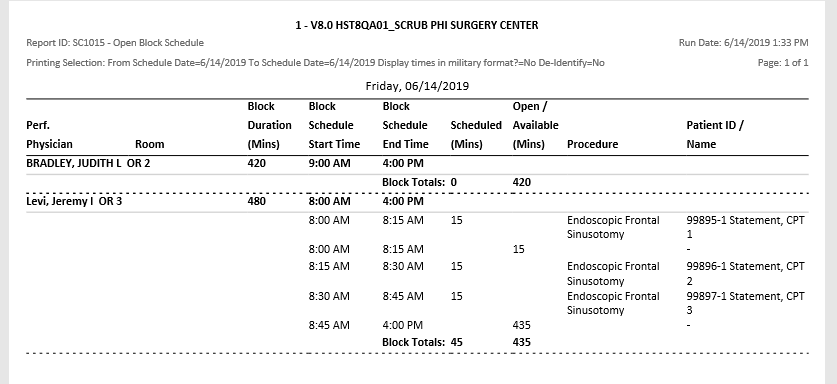 1 - V8.0 HST8QA01_SCRUB PHI SURGERY CENTER
Report ID: SC1015 - Open Block Schedule Run Date: 6/14/2019 1:33 PM
Printing Selection: From Schedule Date=6/14/2019 To Schedule Date=6/14/2019 Display times in military format?=No De-Identify=No Page: 1 of 1
Friday, 06/14/2019
Block Block Block Open /
Perf. Duration Schedule Schedule Scheduled Available Patient ID /
Physician Room (Mins) Start Time End Time (Mins) (Mins) Procedure Name
BRADLEY, JUDITH L OR 2 420 9:00 AM 4:00 PM
Block Totals: 0 420
Levi, Jeremy I OR 3 480 8:00 AM 4:00 PM
8:00 AM 8:15 AM 15 Endoscopic Frontal 99895-1 Statement, CPT
Sinusotomy 1
8:00 AM 8:15 AM 15 -
8:15 AM 8:30 AM 15 Endoscopic Frontal 99896-1 Statement, CPT
Sinusotomy 2
8:30 AM 8:45 AM 15 Endoscopic Frontal 99897-1 Statement, CPT
Sinusotomy 3
8:45 AM 4:00 PM 435 -
Block Totals: 45 435